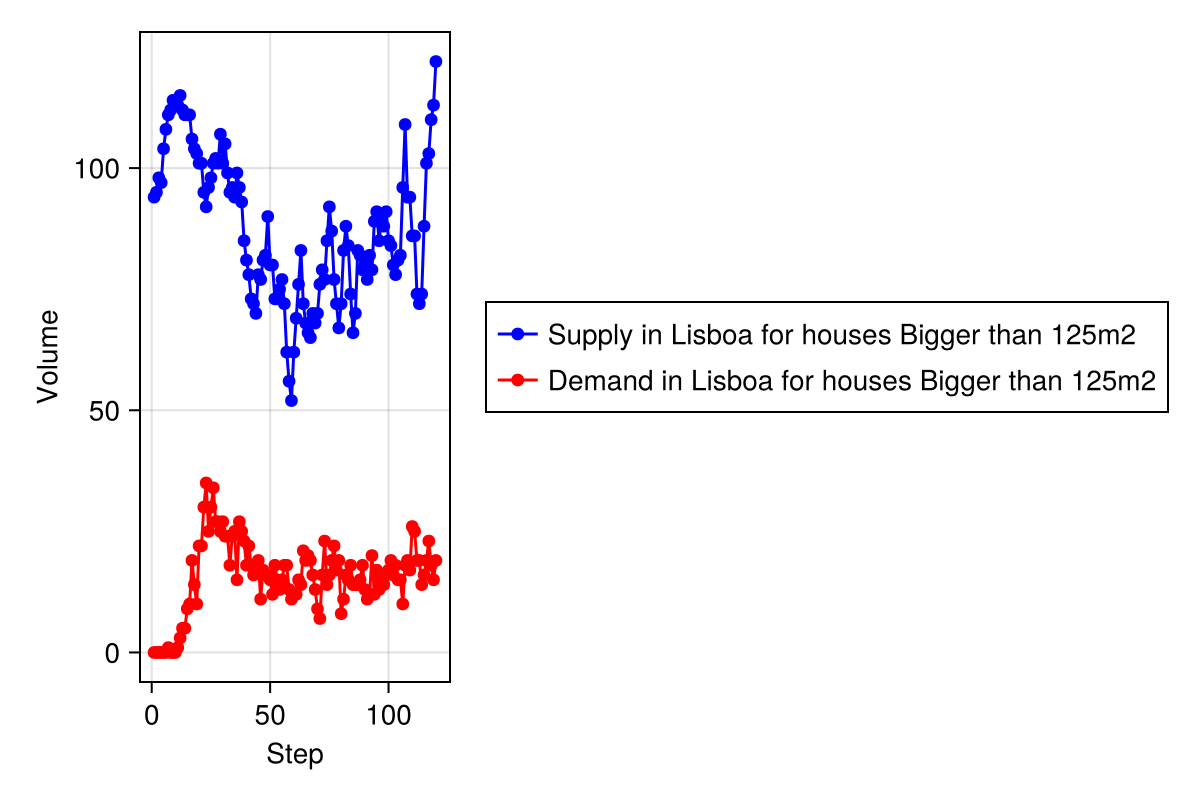 Volume
100
50
0
0
50
100
Step
Supply in Lisboa for houses Bigger than 125m2
Demand in Lisboa for houses Bigger than 125m2